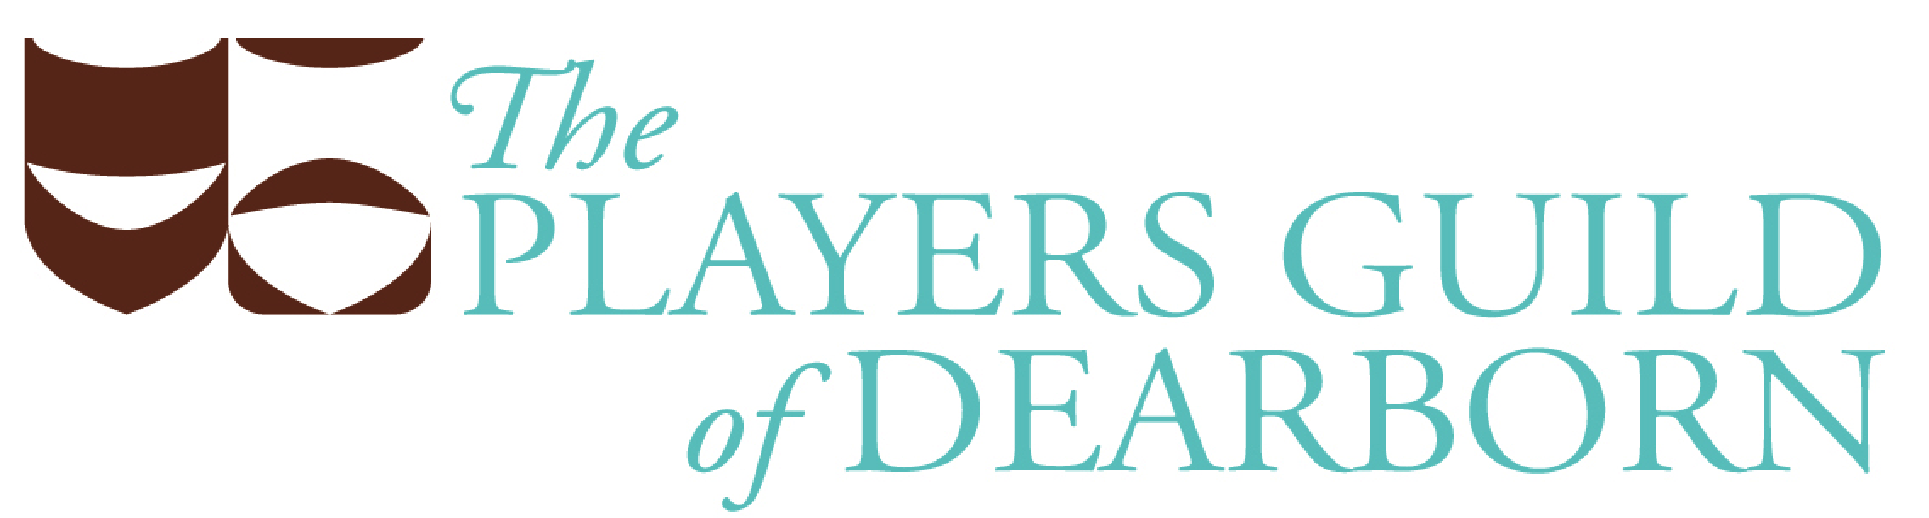 The
PLAYERS GUILD
of DEARBORN